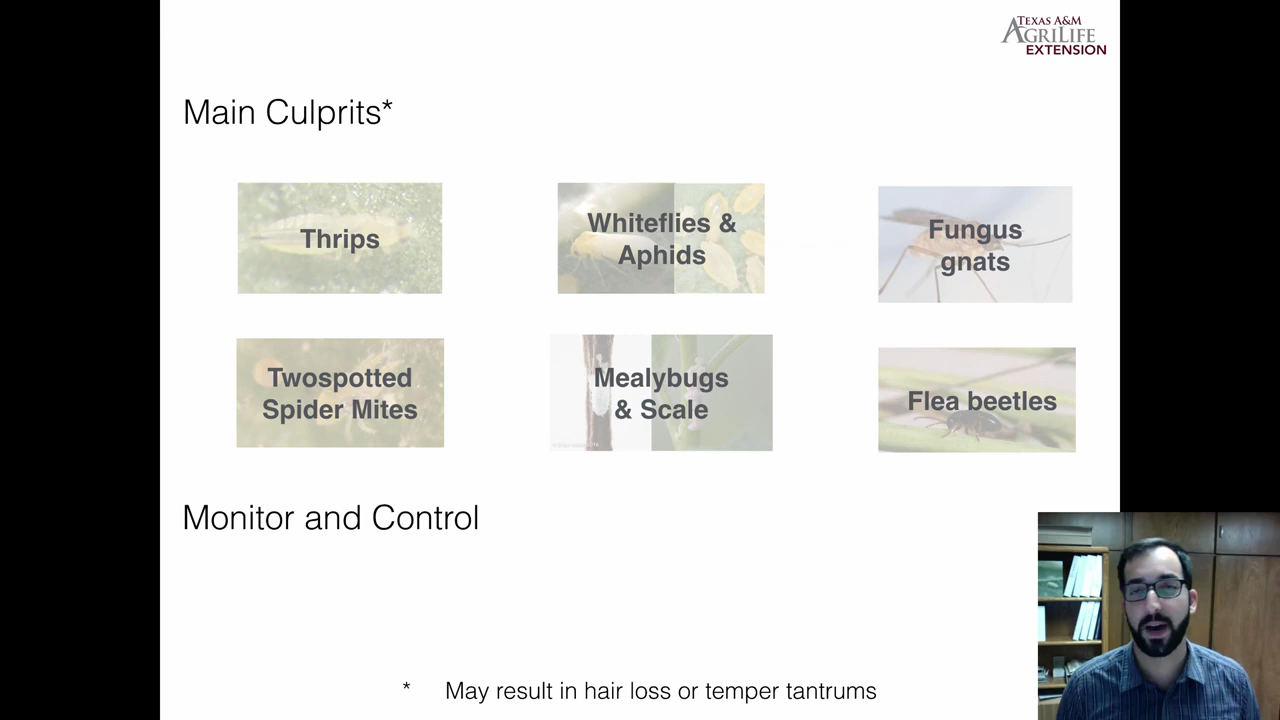 TEXAS A&M
AGRILIFE
EXTENSION
Main Culprits*
Thrips
Whiteflies &
Aphids
Fungus
gnats
Twospotted
Spider Mites
Mealybugs
& Scale
Flea beetles
Monitor and Control
* May result in hair loss or temper tantrums